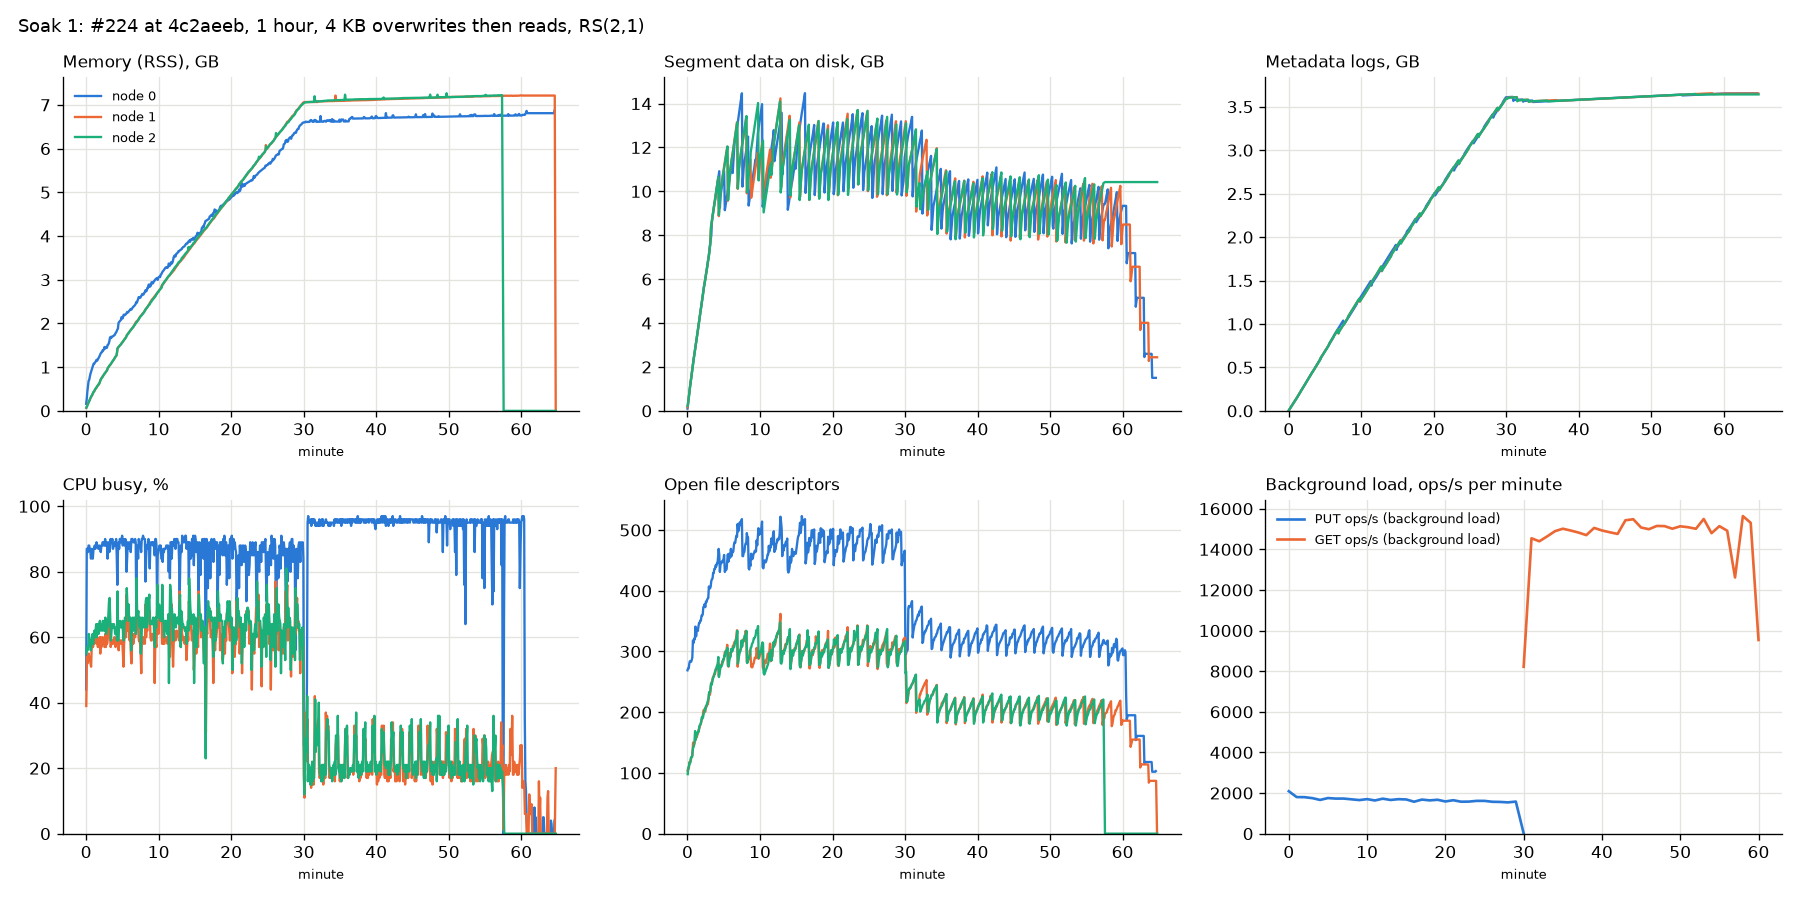 Soak 1: #224 at 4c2aeeb, 1 hour, 4 KB overwrites then reads, RS(2,1)
Memory (RSS), GB
node 0
node 1
node 2
7
6
5
4
3
2
1
0
0 10 20 30 40 50 60
minute
Segment data on disk, GB
14
12
10
8
6
4
2
0
0 10 20 30 40 50 60
minute
Metadata logs, GB
3.5
3.0
2.5
2.0
1.5
1.0
0.5
0.0
0 10 20 30 40 50 60
minute
CPU busy, %
100
80
60
40
20
0
0 10 20 30 40 50 60
minute
Open file descriptors
500
400
300
200
100
0
0 10 20 30 40 50 60
minute
Background load, ops/s per minute
PUT ops/s (background load)
GET ops/s (background load)
16000
14000
12000
10000
8000
6000
4000
2000
0
0 10 20 30 40 50 60
minute